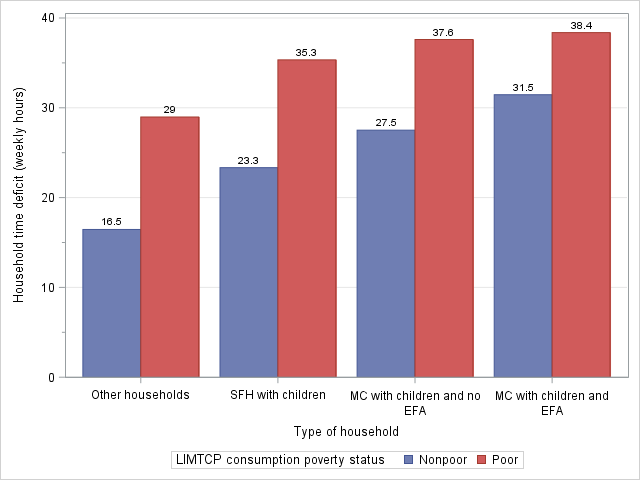 Household time deficit (weekly hours)
40
30
20
10
0
16.5
29
23.3
35.3
27.5
37.6
31.5
38.4
Other households
SFH with children
MC with children and no
EFA
MC with children and
EFA
Type of household
LIMTCP consumption poverty status
Nonpoor
Poor